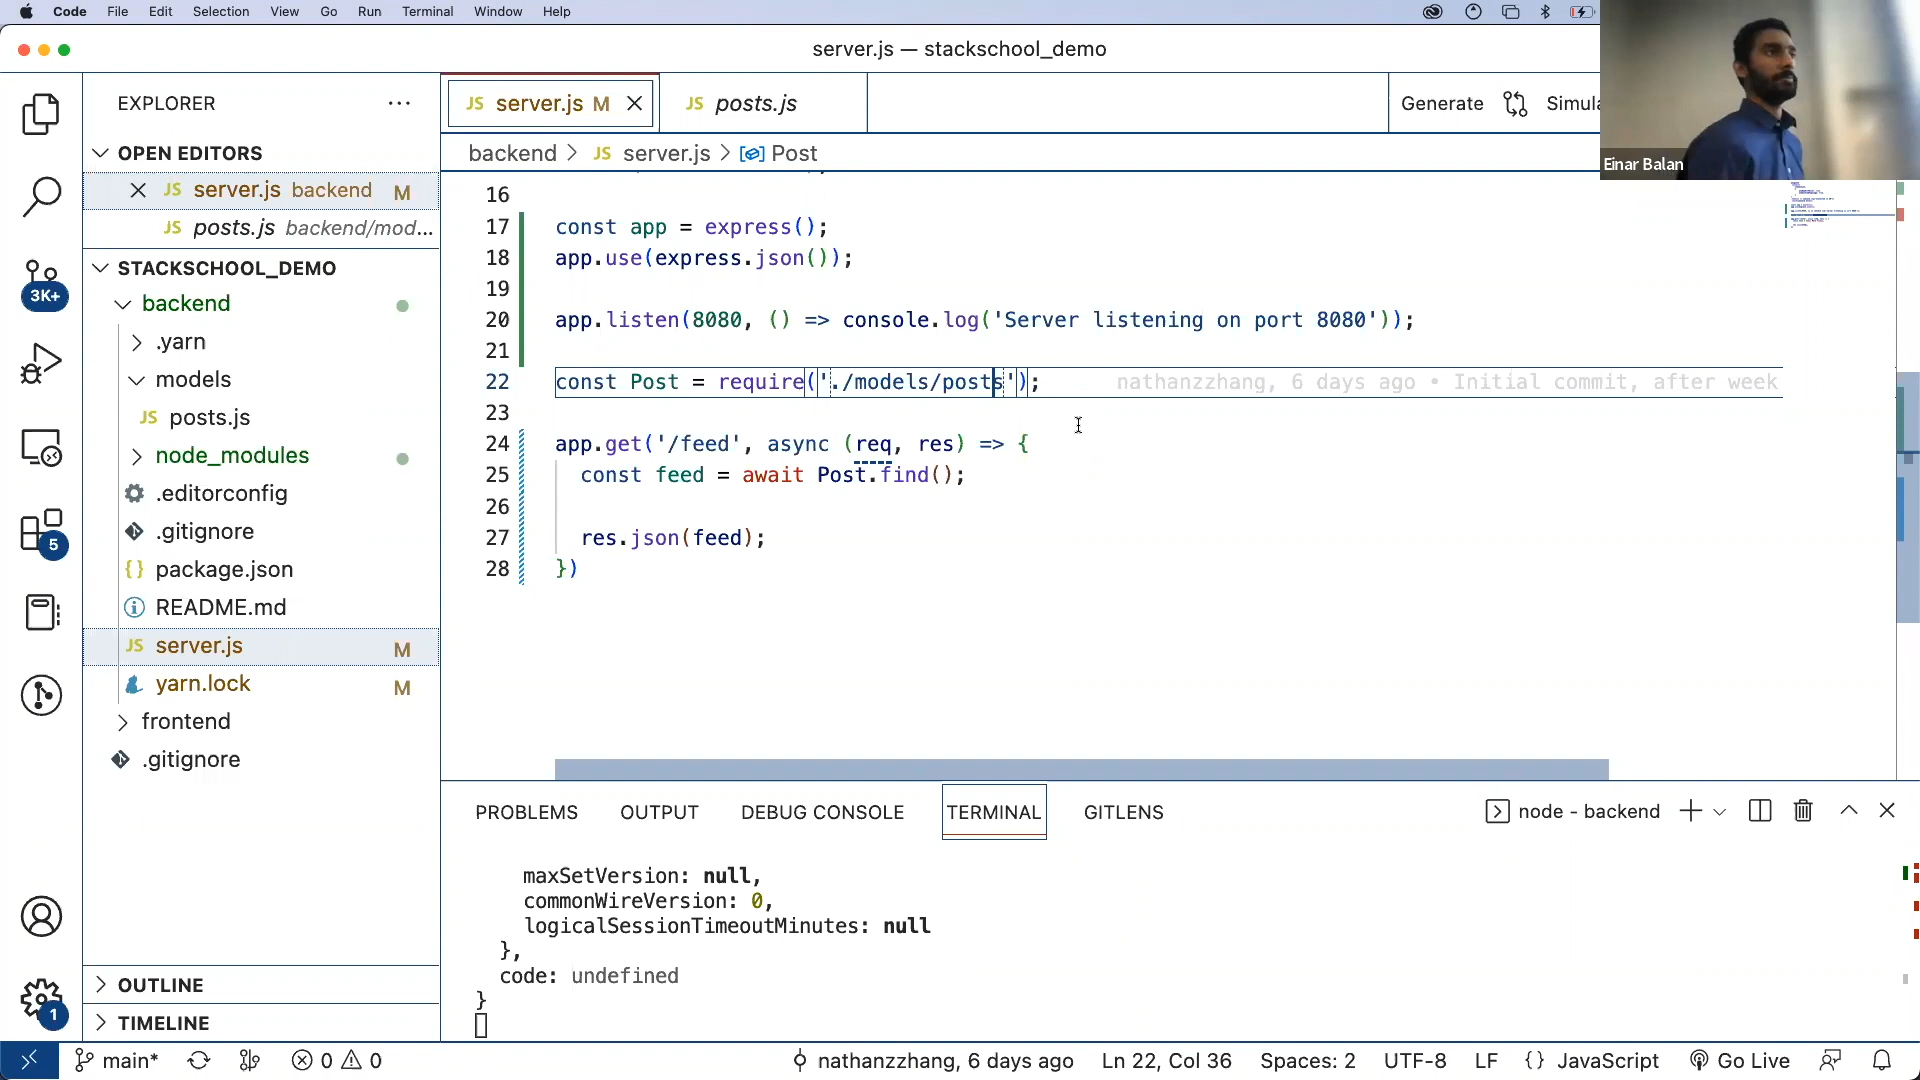 Code File Edit Selection View Go Run Terminal Window Help
server.js — stackschool_demo
Einar Balan
EXPLORER ...
JS server.js M
JS posts.js
Generate
Simula
backend > JS server.js > Post
OPEN EDITORS
JS server.js backend M
JS posts.js backend/mod...
STACKSCHOOL_DEMO
backend
.yarn
models
JS posts.js
node_modules
.editorconfig
.gitignore
{} package.json
README.md
JS server.js M
yarn.lock M
frontend
.gitignore
OUTLINE
TIMELINE
3K+
5
1
16
17 const app = express();
18 app.use(express.json());
19
20 app.listen(8080, () => console.log('Server listening on port 8080'));
21
22 const Post = require('./models/posts'); nathanzzhang, 6 days ago • Initial commit, after week
23
24 app.get('/feed', async (req, res) => {
25 const feed = await Post.find();
26
27 res.json(feed);
28 })
PROBLEMS OUTPUT DEBUG CONSOLE TERMINAL GITLENS
node - backend
maxSetVersion: null,
commonWireVersion: 0,
logicalSessionTimeoutMinutes: null
},
code: undefined
}
main* 0 0 nathanzzhang, 6 days ago Ln 22, Col 36 Spaces: 2 UTF-8 LF {} JavaScript Go Live